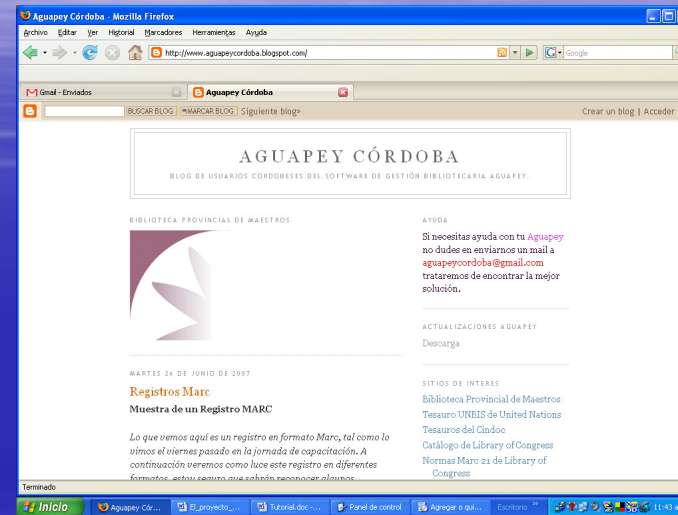 Aguapey Córdoba - Mozilla Firefox
Archivo Editar Ver Historial Marcadores Herramientas Ayuda
http://www.aguapeycordoba.blogspot.com/
G Google
Gmail - Enviados
Aguapey Córdoba
BUSCAR BLOG MARCAR BLOG Siguiente blog»
Crear un blog | Acceder
AGUAPEY CÓRDOBA
BLOG DE USUARIOS CORDOBESES DEL SOFTWARE DE GESTIÓN BIBLIOTECARIA AGUAPEY.
BIBLIOTECA PROVINCIAL DE MAESTROS
MARTES 26 DE JUNIO DE 2007
Registros Marc
Muestra de un Registro MARC
Lo que vemos aquí es un registro en formato Marc, tal como lo
vimos el viernes pasado en la jornada de capacitación. A
continuación veremos como luce este registro en diferentes
formatos, estoy segura que sabrán reconocer algunos
AYUDA
Si necesitas ayuda con tu Aguapey
no dudes en enviarnos un mail a
aguapeycordoba@gmail.com
trataremos de encontrar la mejor
solución.
ACTUALIZACIONES AGUAPEY
Descarga
SITIOS DE INTERES
Biblioteca Provincial de Maestros
Tesauro UNBIS de United Nations
Tesauros del Cindoc
Catálogo de Library of Congress
Normas Marc 21 de Library of
Congress
Terminado
Inicio
Aguapey Cór...
El_proyecto_...
Tutorial.doc -...
Panel de control
Agregar o qui...
Escritorio
11:43 a